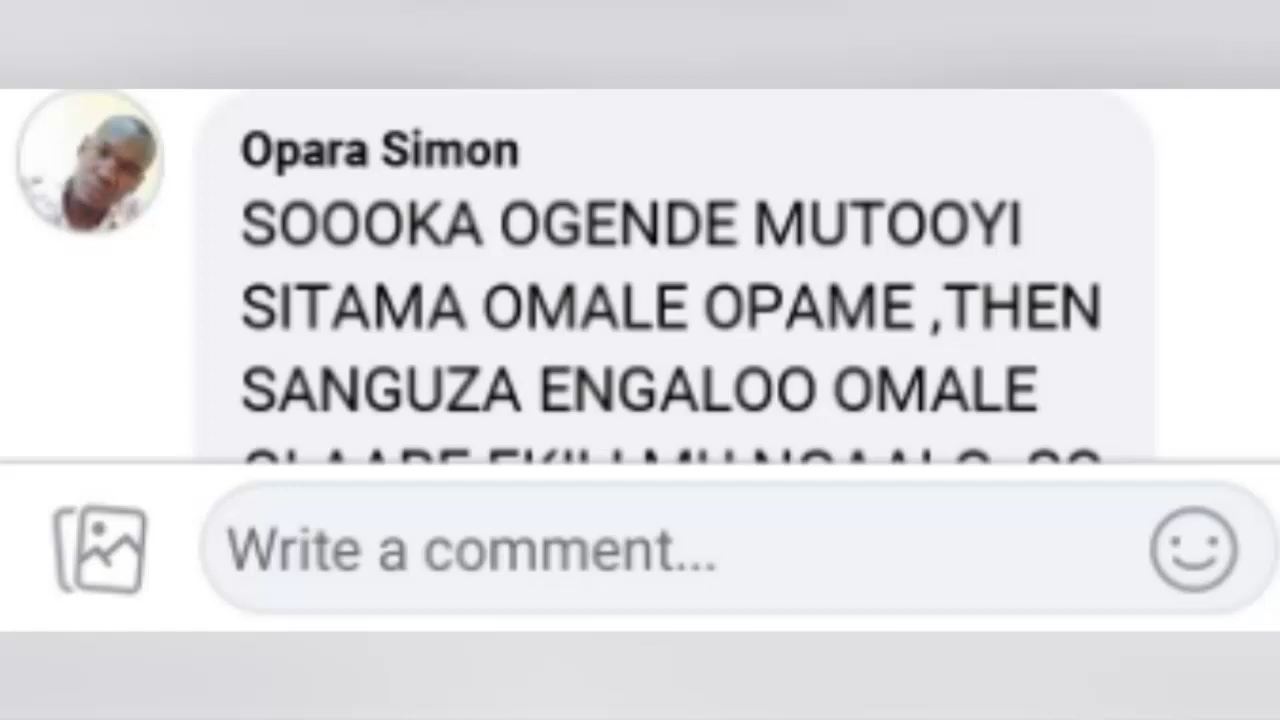 Opara Simon
SOOOKA OGENDE MUTOOYI
SITAMA OMALE OPAME ,THEN
SANGUZA ENGALOO OMALE
Write a comment...